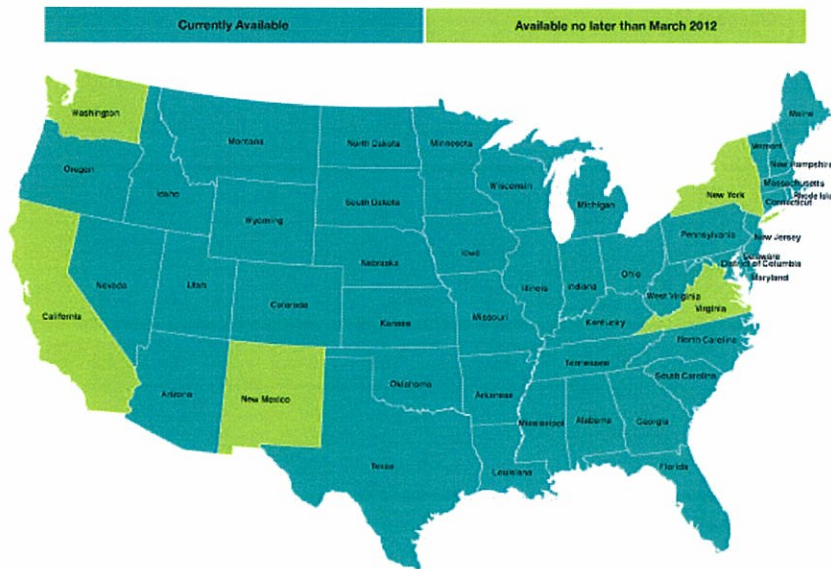 Currently Available
Available no later than March 2012
Washington
Montana
North Dakota
Minnesota
Maine
Oregon
Idaho
Wyoming
South Dakota
Wisconsin
Michigan
New York
Vermont
New Hampshire
Massachusetts
Rhode Isla
Connecticut
Nebraska
Iowa
Pennsylvania
New Jersey
Delaware
District of Columbia
Maryland
Nevada
Utah
Colorado
Kansas
Missouri
Illinois
Indiana
Ohio
West Virginia
Virginia
California
Kentucky
North Carolina
Tennessee
South Carolina
Arizona
New Mexico
Oklahoma
Arkansas
Mississippi
Alabama
Georgia
Texas
Louisiana
Florida